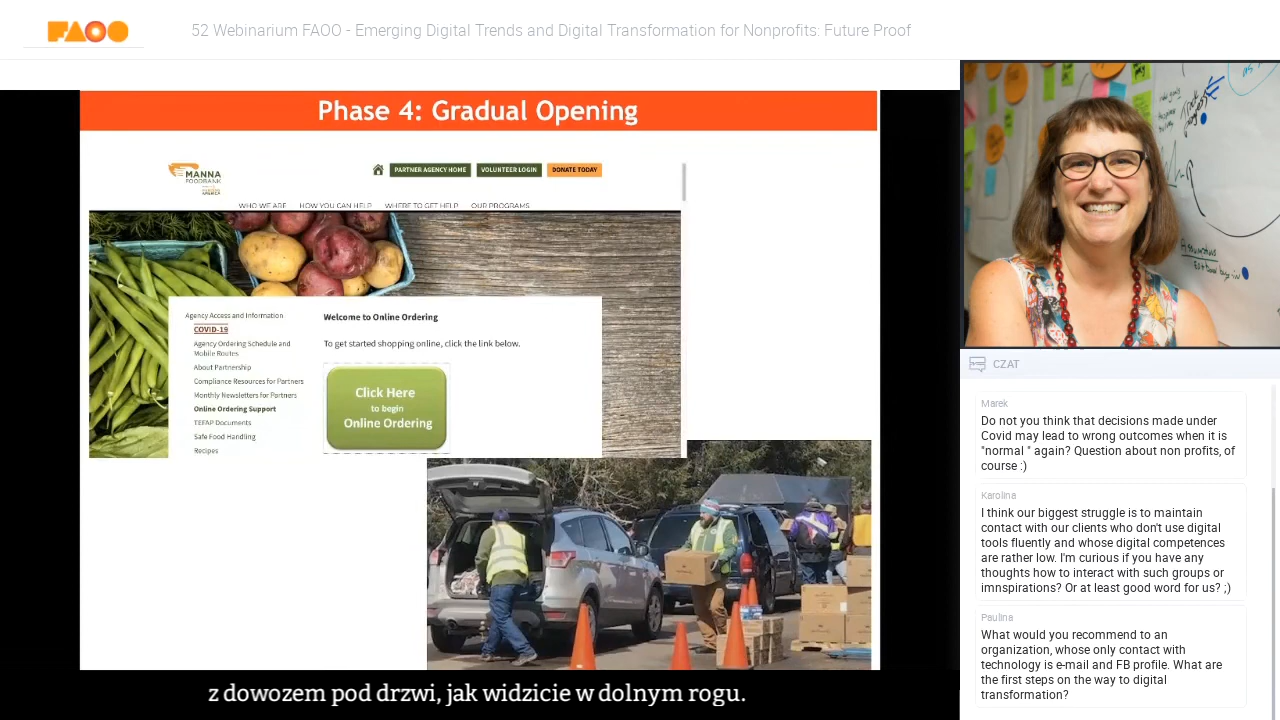 FAOO
52 Webinarium FAOO - Emerging Digital Trends and Digital Transformation for Nonprofits: Future Proof
Phase 4: Gradual Opening
MANNA
FOODBANK
PARTNER AGENCY HOME
VOLUNTEER LOGIN
DONATE TODAY
WHO WE ARE
HOW YOU CAN HELP
WHERE TO GET HELP
OUR PROGRAMS
Agency Access and Information
COVID-19
Agency Ordering Schedule and
Mobile Routes
About Partnership
Compliance Resources for Partners
Monthly Newsletters for Partners
Online Ordering Support
TEFAP Documents
Safe Food Handling
Recipes
Welcome to Online Ordering
To get started shopping online, click the link below.
Click Here
to begin
Online Ordering
z dowozem pod drzwi, jak widzicie w dolnym rogu.
CZAT
Marek
Do not you think that decisions made under
Covid may lead to wrong outcomes when it is
"normal " again? Question about non profits, of
course :)
Karolina
I think our biggest struggle is to maintain
contact with our clients who don't use digital
tools fluently and whose digital competences
are rather low. I'm curious if you have any
thoughts how to interact with such groups or
imnspirations? Or at least good word for us? ;)
Paulina
What would you recommend to an
organization, whose only contact with
technology is e-mail and FB profile. What are
the first steps on the way to digital
transformation?